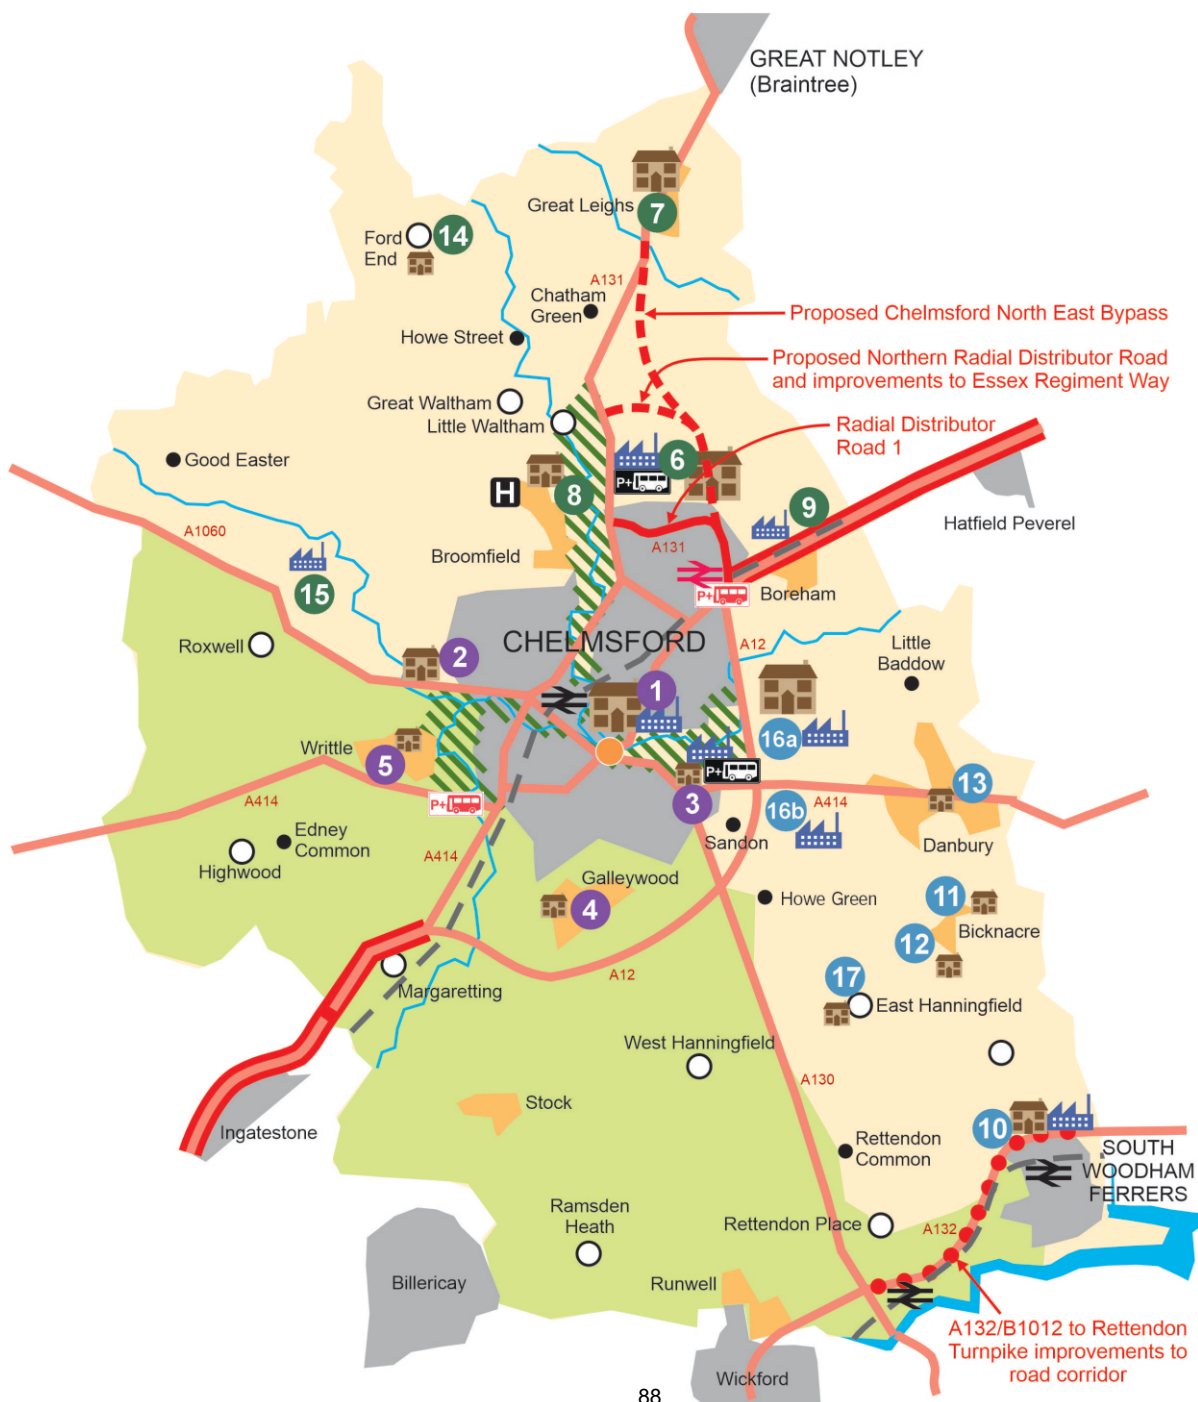 GREAT NOTLEY
(Braintree)
Great Leighs
7
Ford
End
14
A131
Chatham
Green
Proposed Chelmsford North East Bypass
Howe Street
Proposed Northern Radial Distributor Road
and improvements to Essex Regiment Way
Great Waltham
Little Waltham
Radial Distributor
Road 1
Good Easter
6
P+
H
8
9
Hatfield Peverel
A1060
A131
Broomfield
15
P+
Boreham
Roxwell
CHELMSFORD
2
A12
Little
Baddow
1
16a
Writtle
5
P+
13
A414
P+
3
16b
A414
Edney
Common
Highwood
A414
Sandon
Danbury
Galleywood
4
Howe Green
11
Bicknacre
12
A12
Margaretting
17
East Hanningfield
West Hanningfield
A130
Stock
Ingatestone
10
Rettendon
Common
SOUTH
WOODHAM
FERRERS
Ramsden
Heath
Rettendon Place
A132
Billericay
Runwell
A132/B1012 to Rettendon
Turnpike improvements to
road corridor
Wickford
88